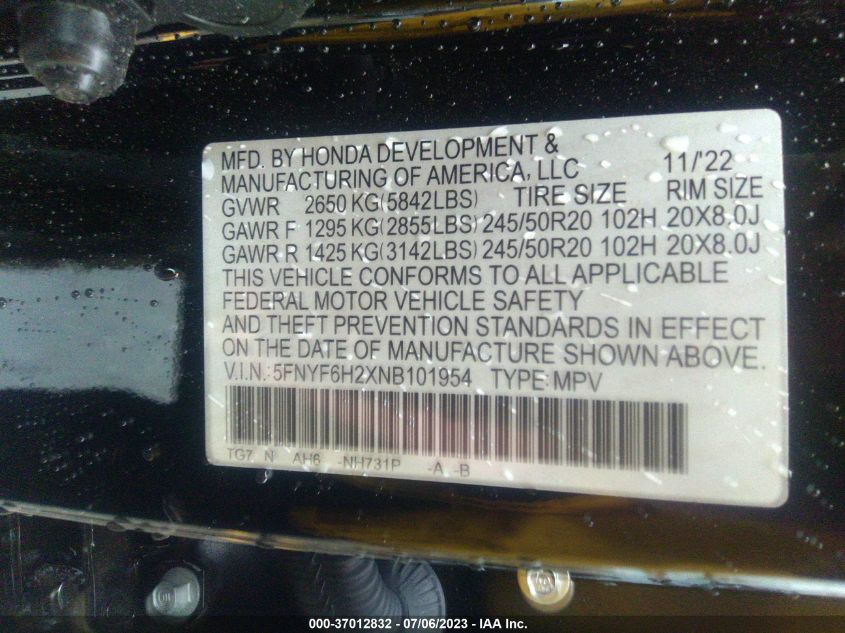 MFD. BY HONDA DEVELOPMENT &
MANUFACTURING OF AMERICA, LLC 11/'22
GVWR 2650 KG(5842LBS) TIRE SIZE RIM SIZE
GAWR F 1295 KG(2855LBS) 245/50R20 102H 20X8.0J
GAWR R 1425 KG(3142LBS) 245/50R20 102H 20X8.0J
THIS VEHICLE CONFORMS TO ALL APPLICABLE
FEDERAL MOTOR VEHICLE SAFETY
AND THEFT PREVENTION STANDARDS IN EFFECT
ON THE DATE OF MANUFACTURE SHOWN ABOVE.
V.I.N.: 5FNYF6H2XNB101954 TYPE: MPV
TG7 N AH6 -NH731P -A -B
000-37012832 - 07/06/2023 - IAA Inc.